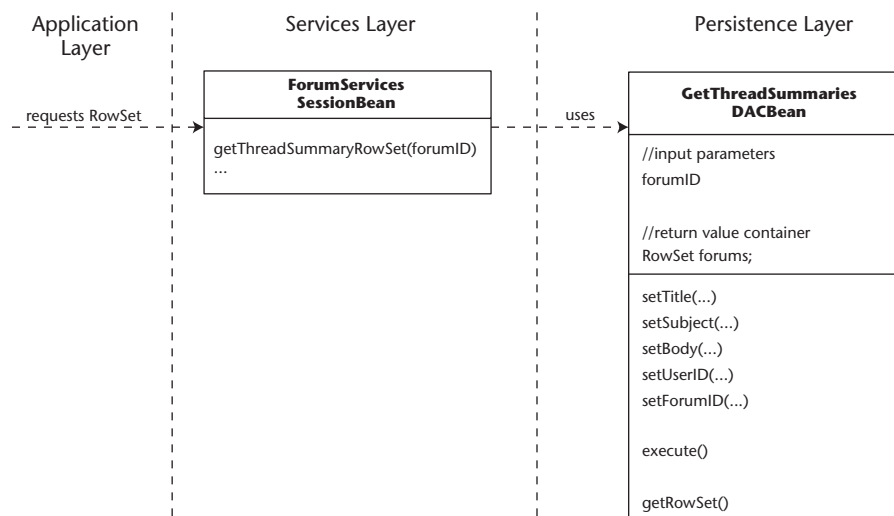 Application
Layer
Services Layer
Persistence Layer
requests RowSet
ForumServices
SessionBean
getThreadSummaryRowSet(forumID)
...
uses
GetThreadSummaries
DACBean
//input parameters
forumID
//return value container
RowSet forums;
setTitle(...)
setSubject(...)
setBody(...)
setUserID(...)
setForumID(...)
execute()
getRowSet()